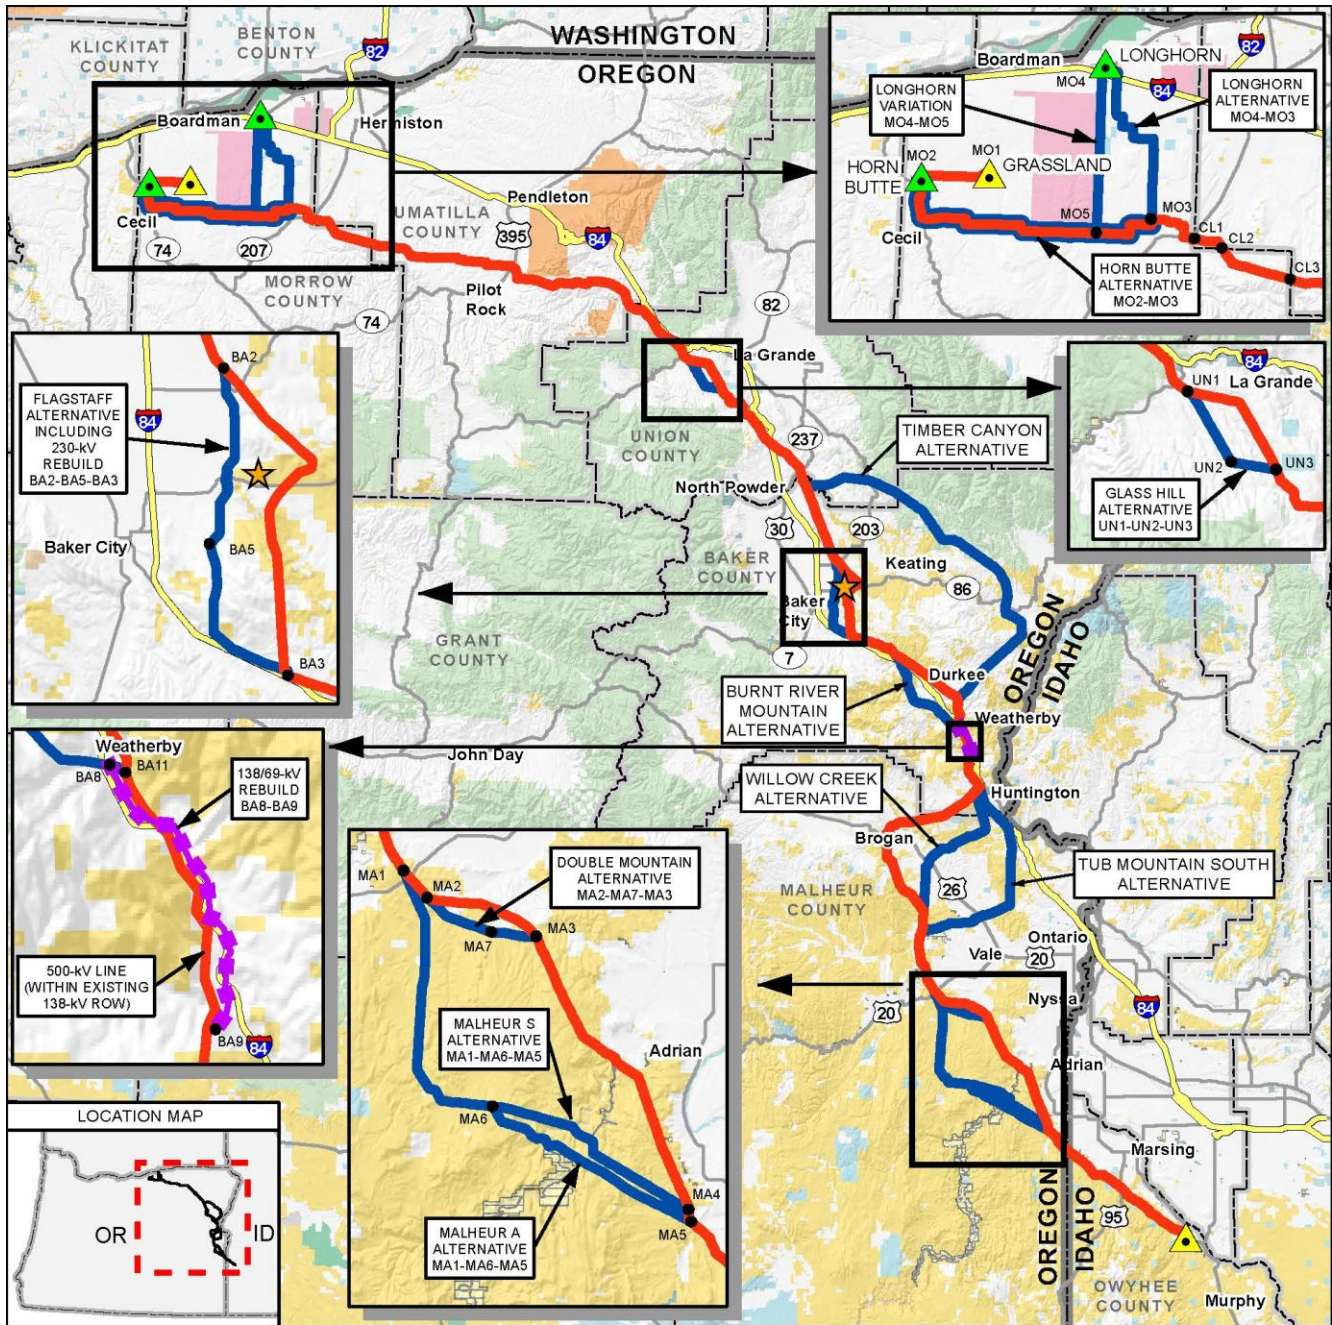 WASHINGTON
OREGON
KLICKITAT
COUNTY
BENTON
COUNTY
82
Boardman
Hermiston
Cecil
74
207
MORROW
COUNTY
UMATILLA
COUNTY
395
Pendleton
84
Pilot
Rock
74
82
La Grande
UNION
COUNTY
237
TIMBER CANYON
ALTERNATIVE
North Powder
30
203
BAKER
COUNTY
Keating
86
Baker
City
GRANT
COUNTY
7
Durkee
BURNT RIVER
MOUNTAIN
ALTERNATIVE
Weatherby
OREGON
IDAHO
John Day
WILLOW CREEK
ALTERNATIVE
Huntington
Brogan
26
TUB MOUNTAIN SOUTH
ALTERNATIVE
MALHEUR
COUNTY
Ontario
Vale
20
20
Nyssa
84
Adrian
Marsing
OREGON
IDAHO
95
OWYHEE
COUNTY
Murphy
Boardman
LONGHORN
82
MO4
84
LONGHORN
VARIATION
MO4-MO5
LONGHORN
ALTERNATIVE
MO4-MO3
HORN
BUTTE
MO2
MO1
GRASSLAND
MO5
MO3
Cecil
CL1
CL2
CL3
HORN BUTTE
ALTERNATIVE
MO2-MO3
84
UN1
La Grande
UN2
UN3
GLASS HILL
ALTERNATIVE
UN1-UN2-UN3
BA2
FLAGSTAFF
ALTERNATIVE
INCLUDING
230-kV
REBUILD
BA2-BA5-BA3
84
Baker City
BA5
BA3
Weatherby
BA8
BA11
138/69-kV
REBUILD
BA8-BA9
500-kV LINE
(WITHIN EXISTING
138-kV ROW)
BA9
84
MA1
MA2
DOUBLE MOUNTAIN
ALTERNATIVE
MA2-MA7-MA3
MA7
MA3
MALHEUR S
ALTERNATIVE
MA1-MA6-MA5
Adrian
MA6
MALHEUR A
ALTERNATIVE
MA1-MA6-MA5
MA4
MA5
LOCATION MAP
OR
ID